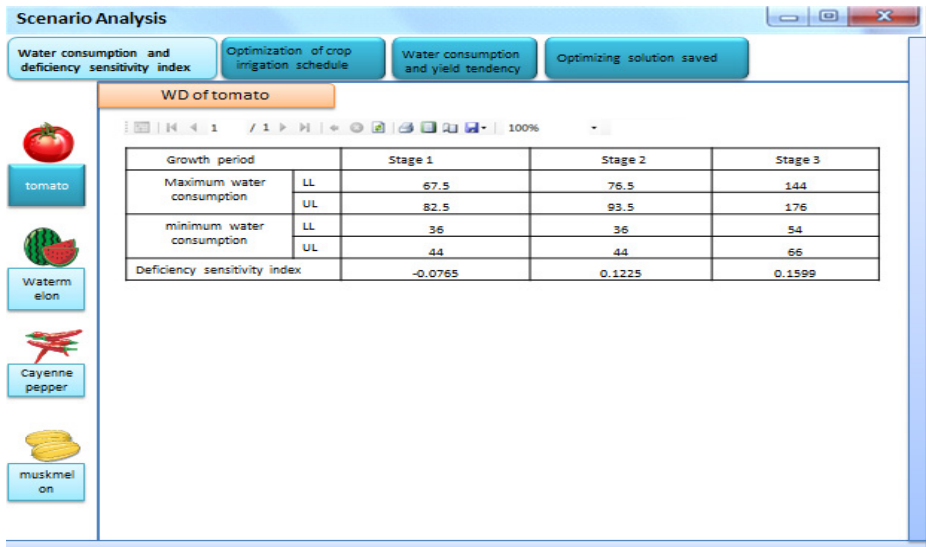 Scenario Analysis
Water consumption and
deficiency sensitivity index
Optimization of crop
irrigation schedule
Water consumption
and yield tendency
Optimizing solution saved
WD of tomato
1 / 1 100%
tomato
Waterm
elon
Cayenne
pepper
muskmel
on
Growth period Stage 1 Stage 2 Stage 3
Maximum water
consumption
LL 67.5 76.5 144
UL 82.5 93.5 176
minimum water
consumption
LL 36 36 54
UL 44 44 66
Deficiency sensitivity index -0.0765 0.1225 0.1599